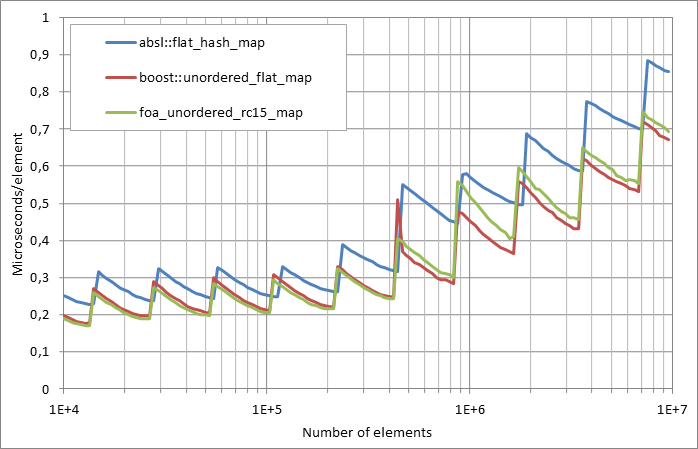 1
0,9
0,8
0,7
0,6
0,5
0,4
0,3
0,2
0,1
0
Microseconds/element
absl::flat_hash_map
boost::unordered_flat_map
foa_unordered_rc15_map
1E+4 1E+5 1E+6 1E+7
Number of elements